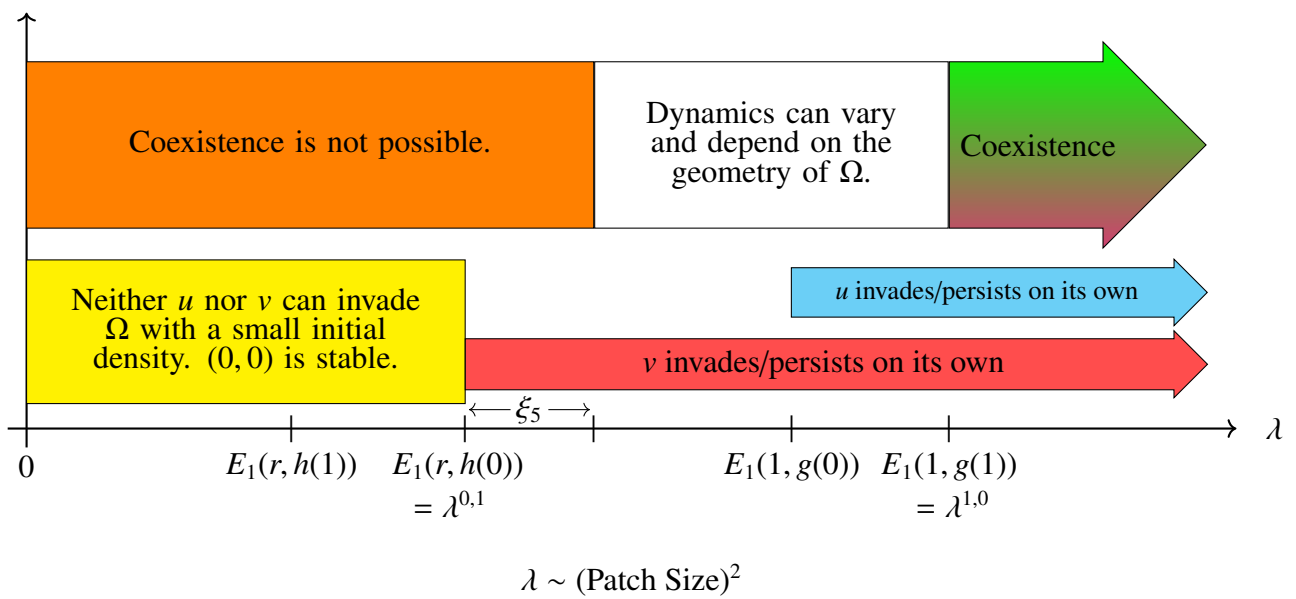 Coexistence is not possible.
Dynamics can vary
and depend on the
geometry of Ω.
Coexistence
Neither u nor v can invade
Ω with a small initial
density. (0, 0) is stable.
u invades/persists on its own
v invades/persists on its own
ξ₅
λ
0
E₁(r, h(1))
E₁(r, h(0))
= λ^{0,1}
E₁(1, g(0))
E₁(1, g(1))
= λ^{1,0}
λ ∼ (Patch Size)²